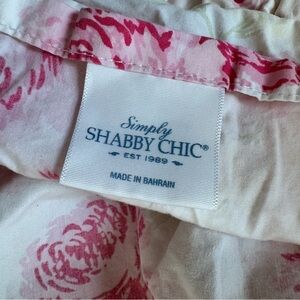 Simply
SHABBY CHIC®
EST 1989
MADE IN BAHRAIN